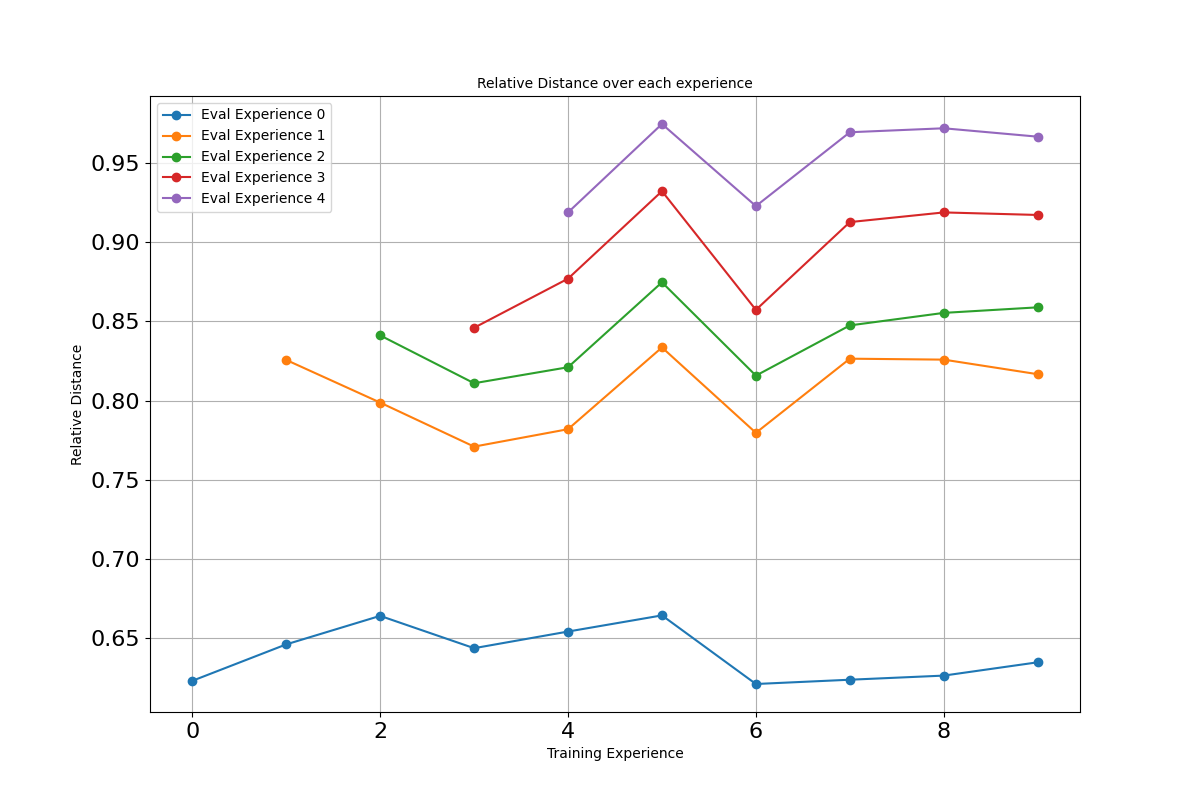 Relative Distance over each experience
Eval Experience 0
Eval Experience 1
Eval Experience 2
Eval Experience 3
Eval Experience 4
0.95
0.90
0.85
0.80
0.75
0.70
0.65
Relative Distance
0 2 4 6 8
Training Experience